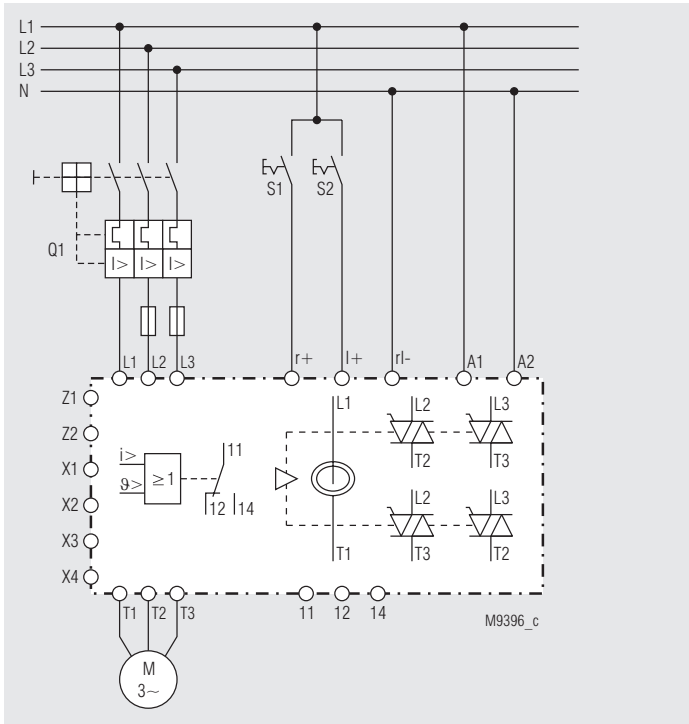 L1
L2
L3
N
S1
S2
Q1
I>
I>
I>
L1
L2
L3
r+
l+
rl-
A1
A2
Z1
Z2
X1
X2
X3
X4
i>
ϑ>
≥1
11
12
14
L1
T1
L2
T2
L3
T3
L2
T3
L3
T2
T1
T2
T3
11
12
14
M9396_c
M
3~